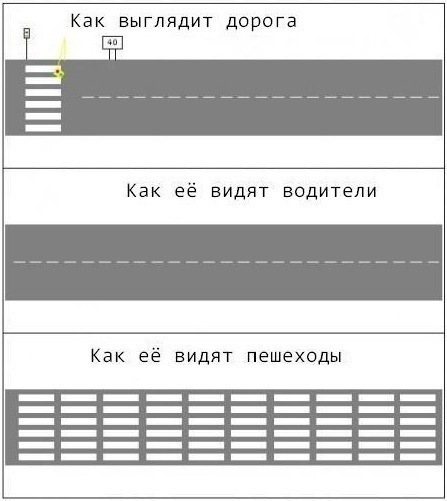 Как выглядит дорога
40
Как её видят водители
Как её видят пешеходы